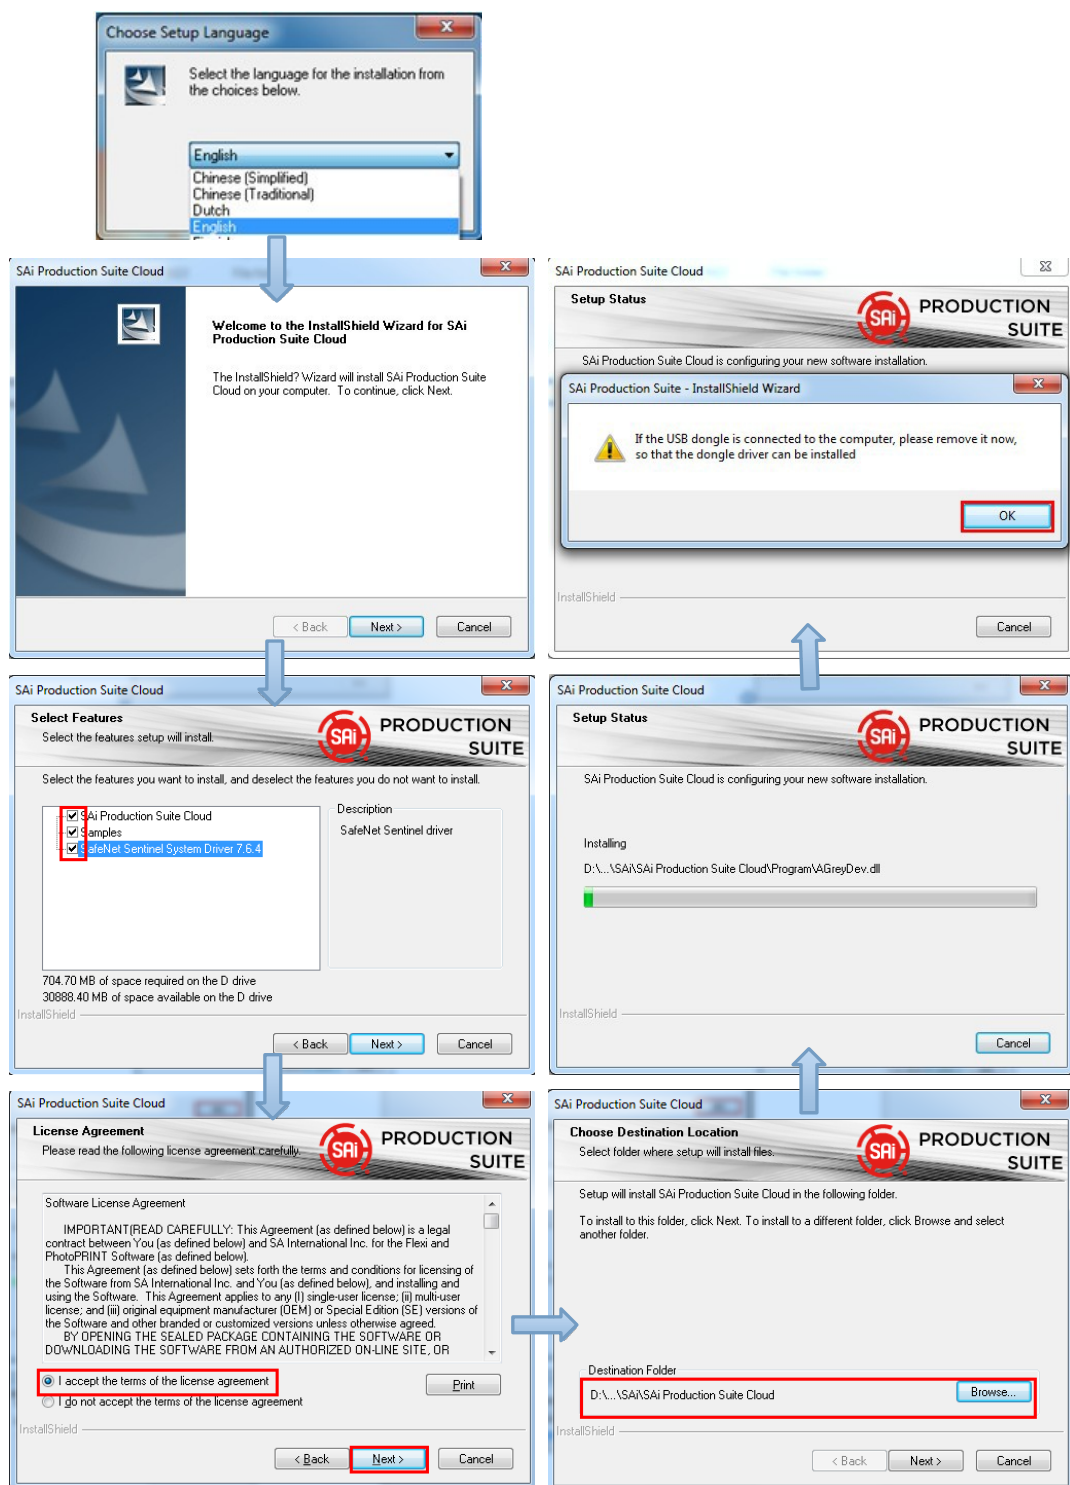 Choose Setup Language
Select the language for the installation from
the choices below.
English
Chinese (Simplified)
Chinese (Traditional)
Dutch
English
SAi Production Suite Cloud
Welcome to the InstallShield Wizard for SAi
Production Suite Cloud
The InstallShield? Wizard will install SAi Production Suite
Cloud on your computer. To continue, click Next.
< Back
Next >
Cancel
SAi Production Suite Cloud
Select Features
Select the features setup will install.
SAi
PRODUCTION
SUITE
Select the features you want to install, and deselect the features you do not want to install.
SAi Production Suite Cloud
Samples
SafeNet Sentinel System Driver 7.6.4
Description
SafeNet Sentinel driver
704.70 MB of space required on the D drive
30888.40 MB of space available on the D drive
InstallShield
< Back
Next >
Cancel
SAi Production Suite Cloud
License Agreement
Please read the following license agreement carefully.
SAi
PRODUCTION
SUITE
Software License Agreement
IMPORTANT(READ CAREFULLY: This Agreement (as defined below) is a legal
contract between You (as defined below) and SA International Inc. for the Flexi and
PhotoPRINT Software (as defined below).
This Agreement (as defined below) sets forth the terms and conditions for licensing of
the Software from SA International Inc. and You (as defined below), and installing and
using the Software. This Agreement applies to any (I) single-user license; (ii) multi-user
license; and (iii) original equipment manufacturer (OEM) or Special Edition (SE) versions of
the Software and other branded or customized versions unless otherwise agreed.
BY OPENING THE SEALED PACKAGE CONTAINING THE SOFTWARE OR
DOWNLOADING THE SOFTWARE FROM AN AUTHORIZED ON-LINE SITE, OR
I accept the terms of the license agreement
I do not accept the terms of the license agreement
Print
InstallShield
< Back
Next >
Cancel
SAi Production Suite Cloud
Choose Destination Location
Select folder where setup will install files.
SAi
PRODUCTION
SUITE
Setup will install SAi Production Suite Cloud in the following folder.
To install to this folder, click Next. To install to a different folder, click Browse and select
another folder.
Destination Folder
D:\...\SAi\SAi Production Suite Cloud
Browse...
InstallShield
< Back
Next >
Cancel
SAi Production Suite Cloud
Setup Status
SAi
PRODUCTION
SUITE
SAi Production Suite Cloud is configuring your new software installation.
Installing
D:\...\SAi\SAi Production Suite Cloud\Program\AGreyDev.dll
InstallShield
Cancel
SAi Production Suite Cloud
Setup Status
SAi
PRODUCTION
SUITE
SAi Production Suite Cloud is configuring your new software installation.
SAi Production Suite - InstallShield Wizard
If the USB dongle is connected to the computer, please remove it now,
so that the dongle driver can be installed
OK
InstallShield
Cancel